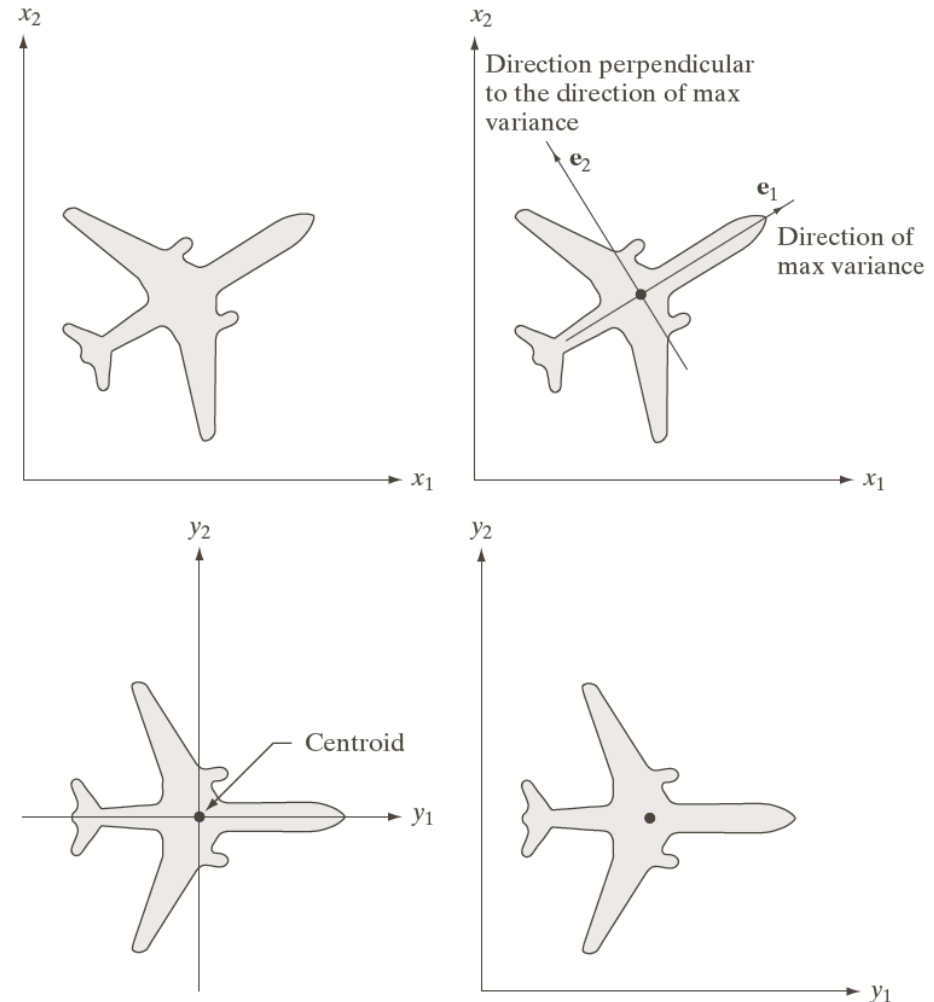 x2
x1
x2
Direction perpendicular
to the direction of max
variance
e2
e1
Direction of
max variance
x1
y2
Centroid
y1
y2
y1